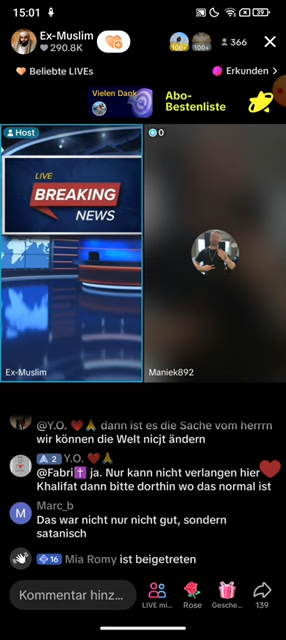 15:01
39
Ex-Muslim
290.8K
100+
100+
366
Beliebte LIVEs
Erkunden >
Vielen Dank
Abo-
Bestenliste
Host
0
LIVE
BREAKING
NEWS
Ex-Muslim
Maniek892
@Y.O. ❤️🙏 dann ist es die Sache vom herrrn
wir können die Welt nicjt ändern
2 Y.O. ❤️🙏
@Fabri✝️ ja. Nur kann nicht verlangen hier
Khalifat dann bitte dorthin wo das normal ist
M
Marc_b
Das war nicht nur nicht gut, sondern
satanisch
16 Mia Romy ist beigetreten
Kommentar hinz...
LIVE mi...
Rose
Gesche...
139